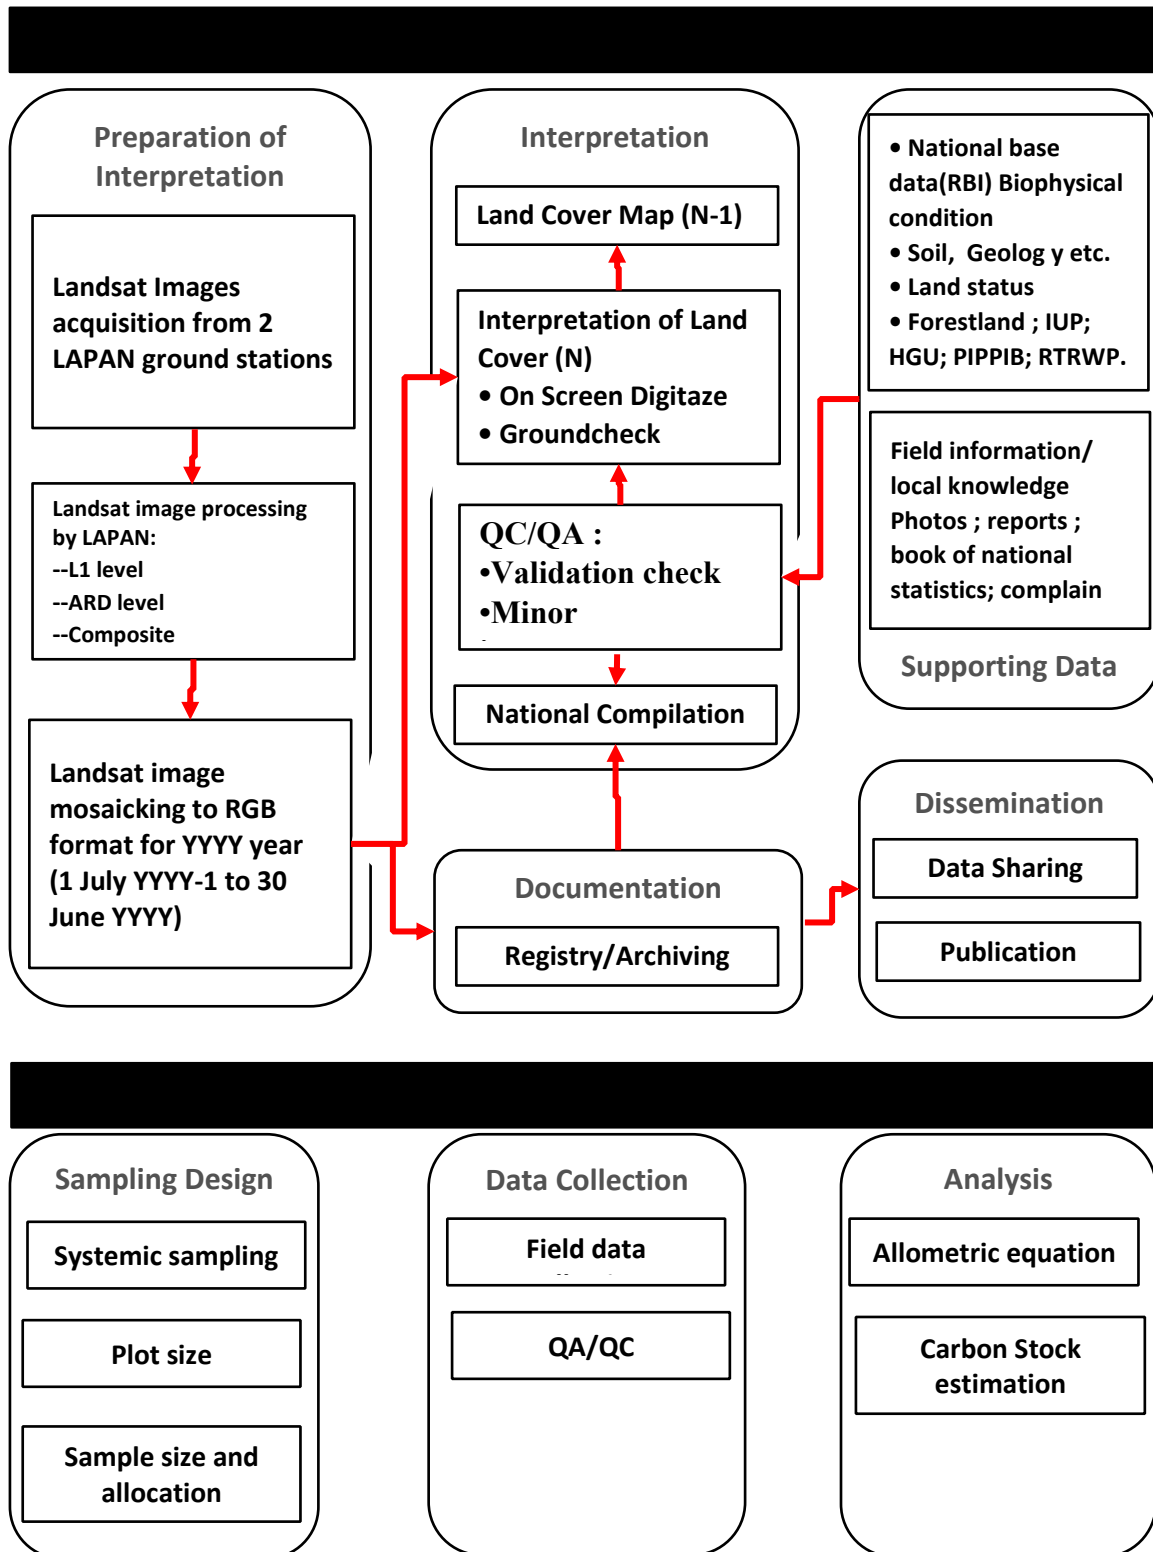 Preparation of
Interpretation
Landsat Images
acquisition from 2
LAPAN ground stations
Landsat image processing
by LAPAN:
--L1 level
--ARD level
--Composite
Landsat image
mosaicking to RGB
format for YYYY year
(1 July YYYY-1 to 30
June YYYY)
Interpretation
Land Cover Map (N-1)
Interpretation of Land
Cover (N)
• On Screen Digitaze
• Groundcheck
QC/QA :
•Validation check
•Minor
National Compilation
• National base
data(RBI) Biophysical
condition
• Soil, Geolog y etc.
• Land status
• Forestland ; IUP;
HGU; PIPPIB; RTRWP.
Field information/
local knowledge
Photos ; reports ;
book of national
statistics; complain
Supporting Data
Documentation
Registry/Archiving
Dissemination
Data Sharing
Publication
Sampling Design
Systemic sampling
Plot size
Sample size and
allocation
Data Collection
Field data
QA/QC
Analysis
Allometric equation
Carbon Stock
estimation